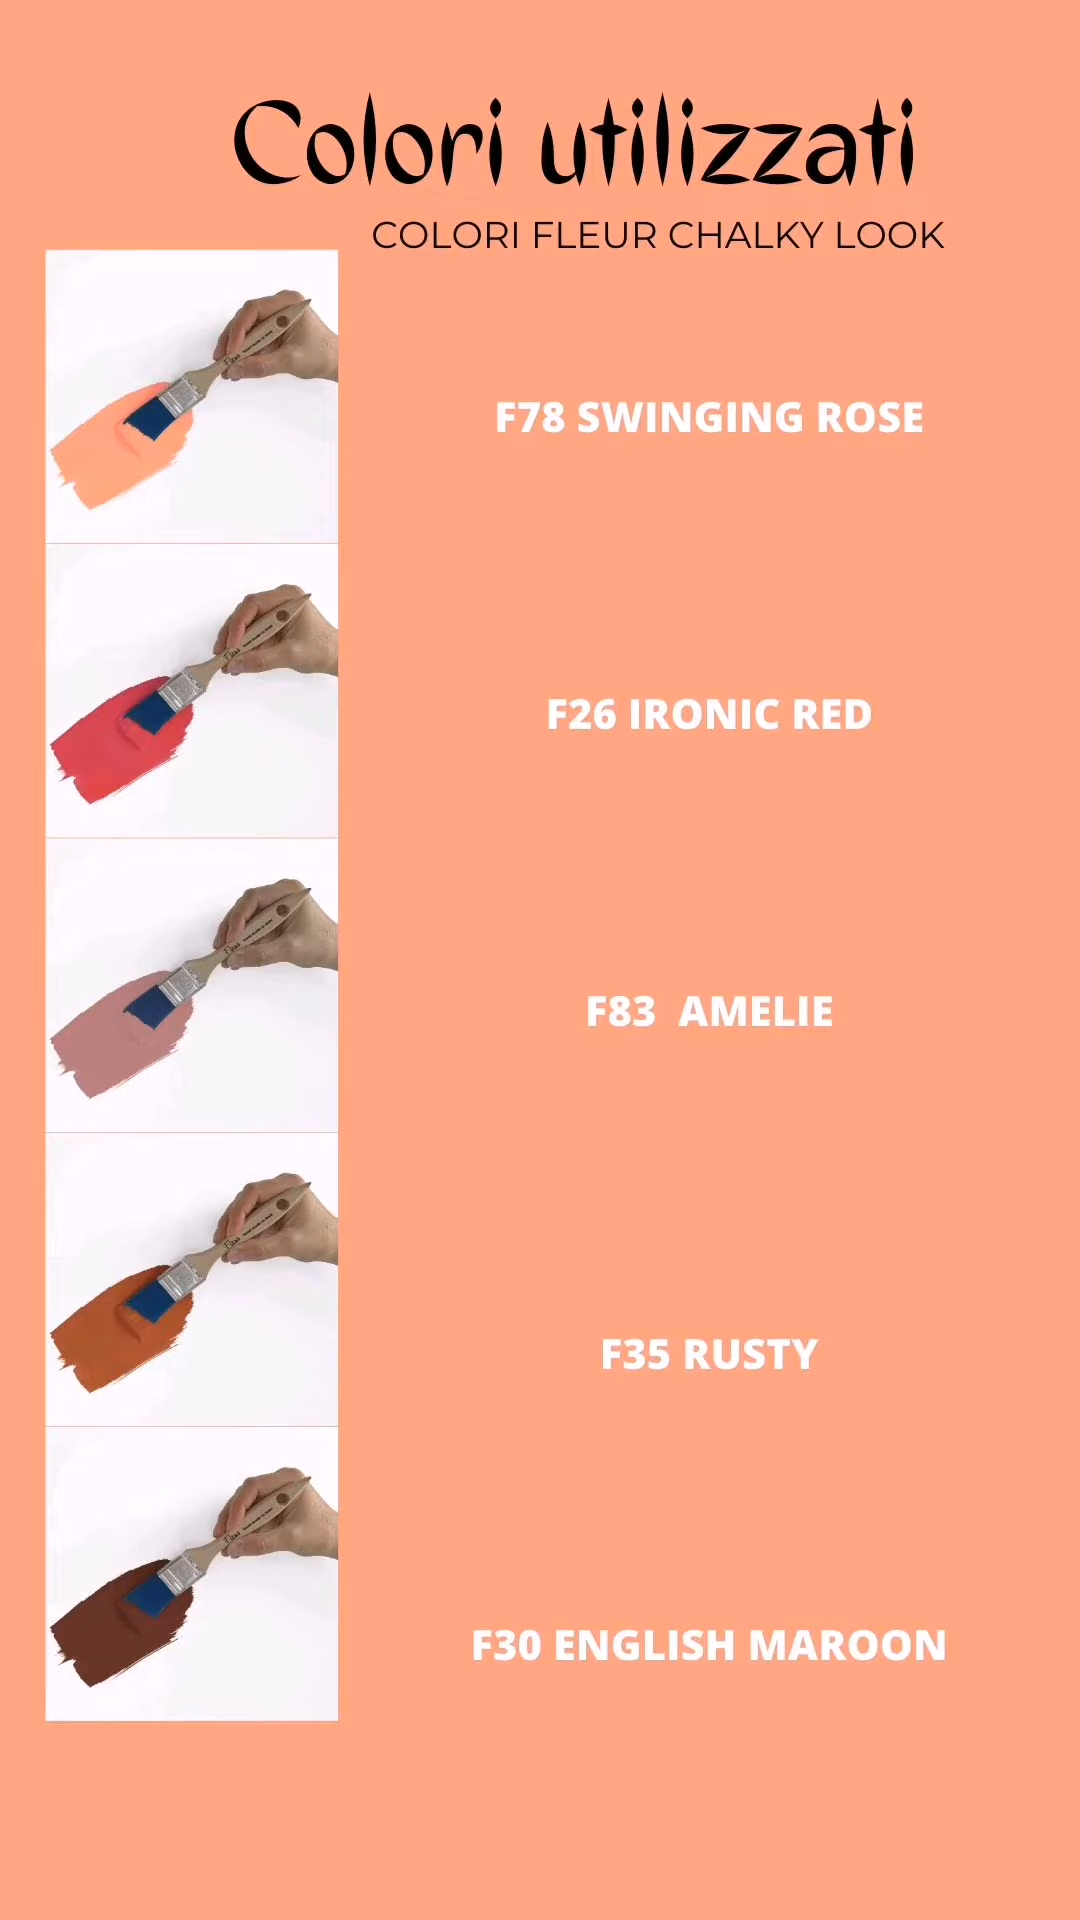 Colori utilizzati
COLORI FLEUR CHALKY LOOK
F78 SWINGING ROSE
F26 IRONIC RED
F83  AMELIE
F35 RUSTY
F30 ENGLISH MAROON